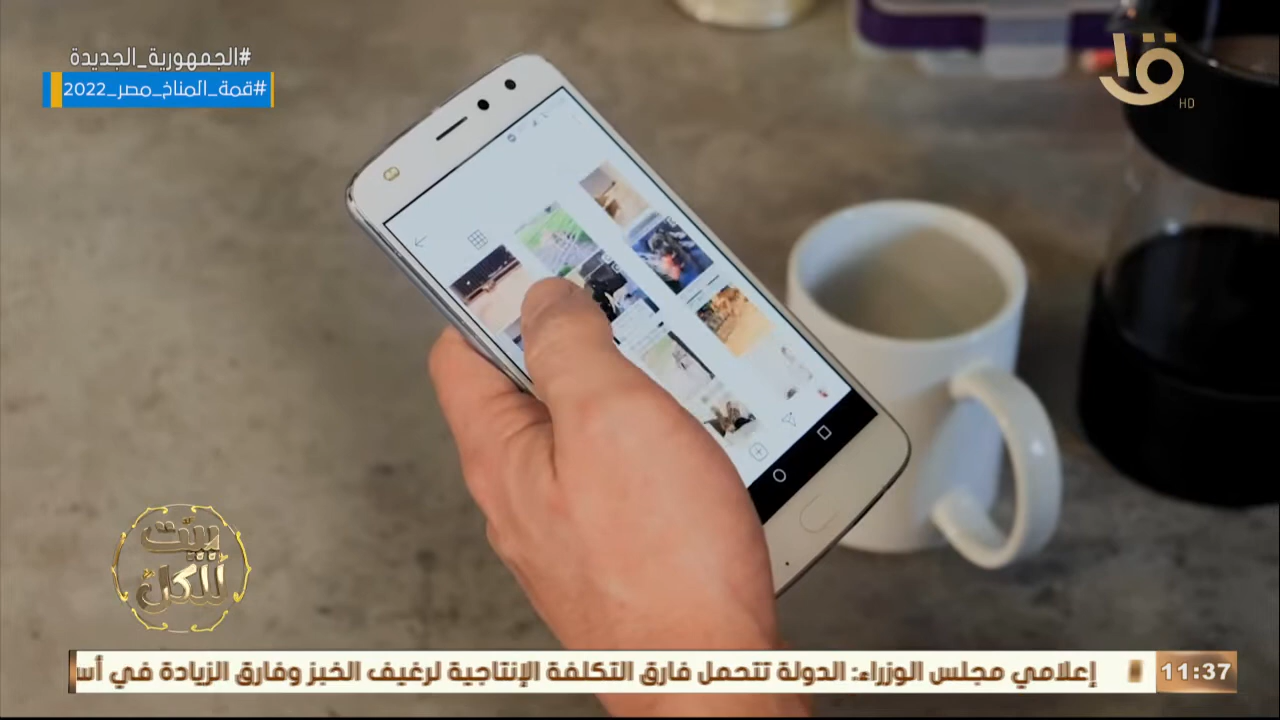 #الجمهورية_الجديدة
#قمة_المناخ_مصر_2022
HD
بيت
للكل
11:37
إعلامي مجلس الوزراء: الدولة تتحمل فارق التكلفة الإنتاجية لرغيف الخبز وفارق الزيادة في أس